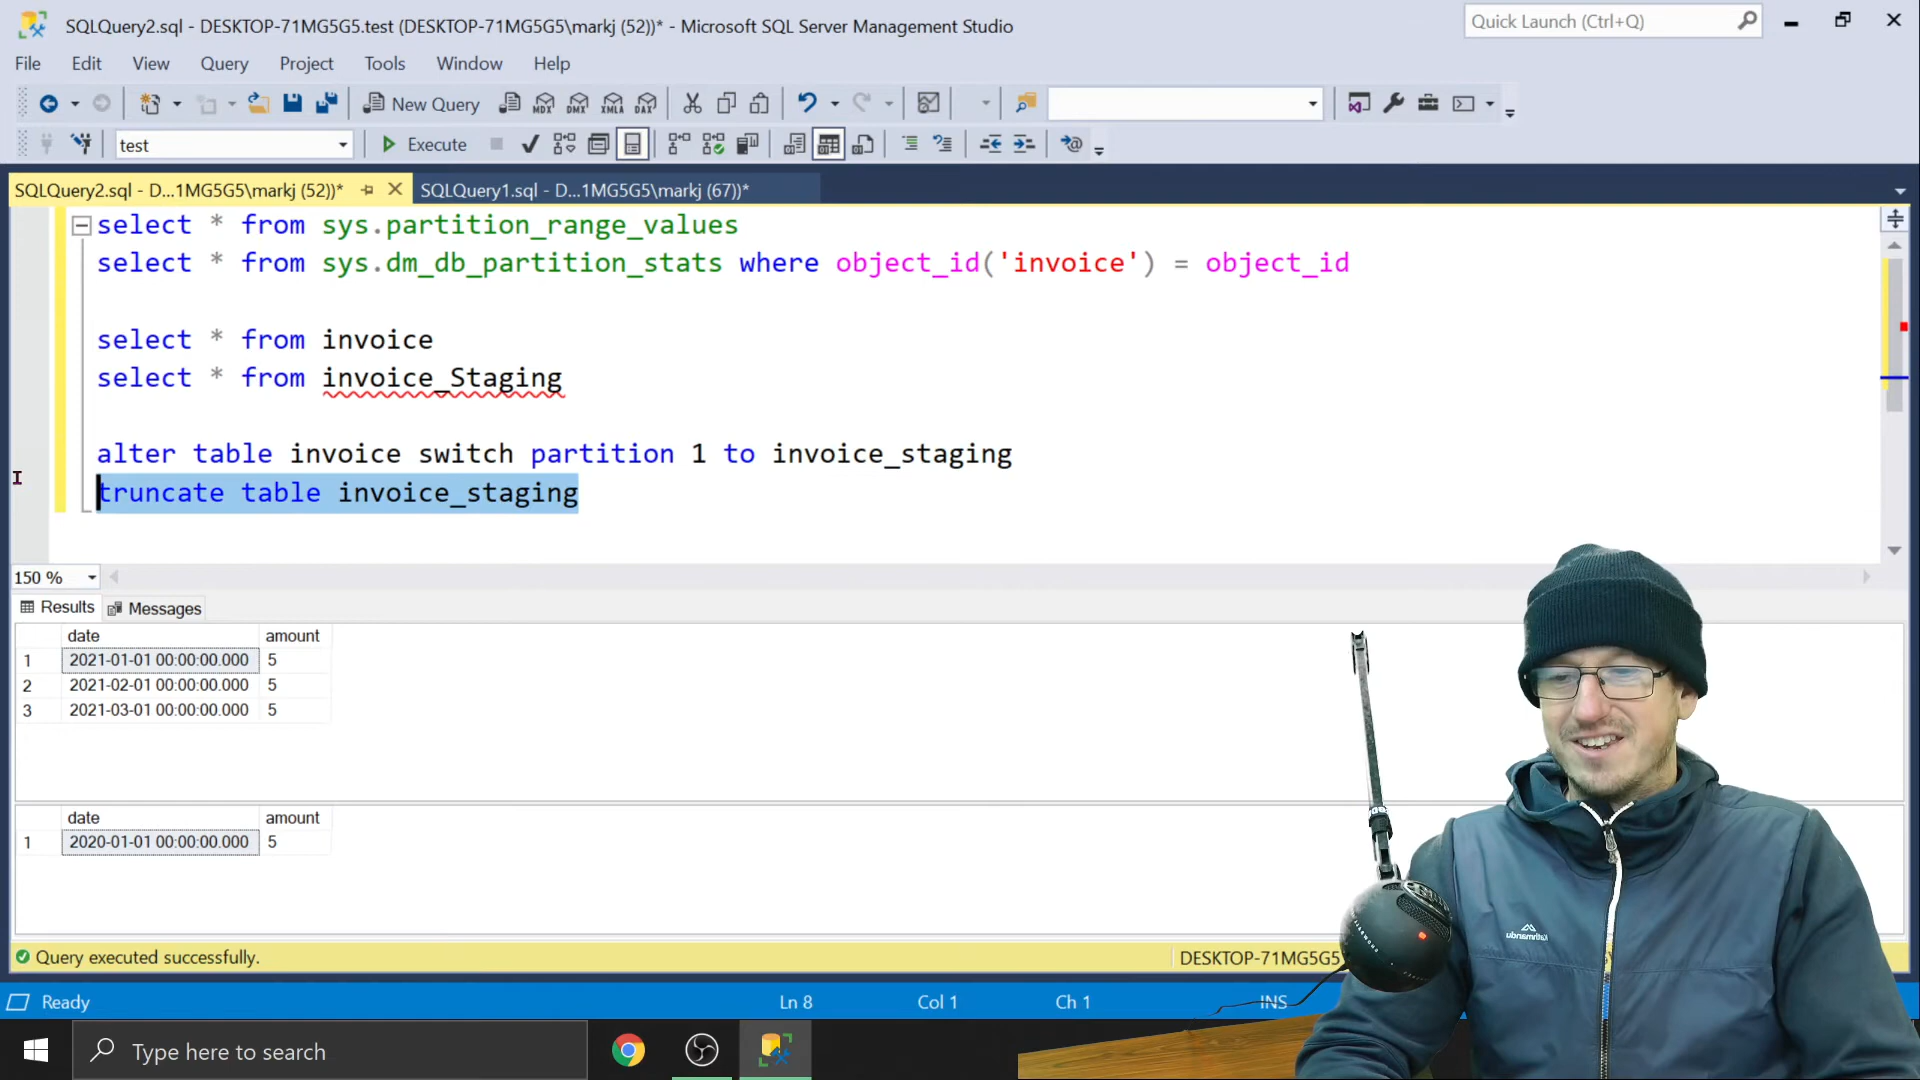 SQLQuery2.sql - DESKTOP-71MG5G5.test (DESKTOP-71MG5G5\markj (52))* - Microsoft SQL Server Management Studio
Quick Launch (Ctrl+Q)
File Edit View Query Project Tools Window Help
New Query MDX DMX XMLA DAX
test Execute
SQLQuery2.sql - D...1MG5G5\markj (52))* SQLQuery1.sql - D...1MG5G5\markj (67))*
select * from sys.partition_range_values
select * from sys.dm_db_partition_stats where object_id('invoice') = object_id
select * from invoice
select * from invoice_Staging
alter table invoice switch partition 1 to invoice_staging
truncate table invoice_staging
150 %
Results Messages
date amount
1 2021-01-01 00:00:00.000 5
2 2021-02-01 00:00:00.000 5
3 2021-03-01 00:00:00.000 5
date amount
1 2020-01-01 00:00:00.000 5
Query executed successfully. DESKTOP-71MG5G5
Ready Ln 8 Col 1 Ch 1 INS
Type here to search